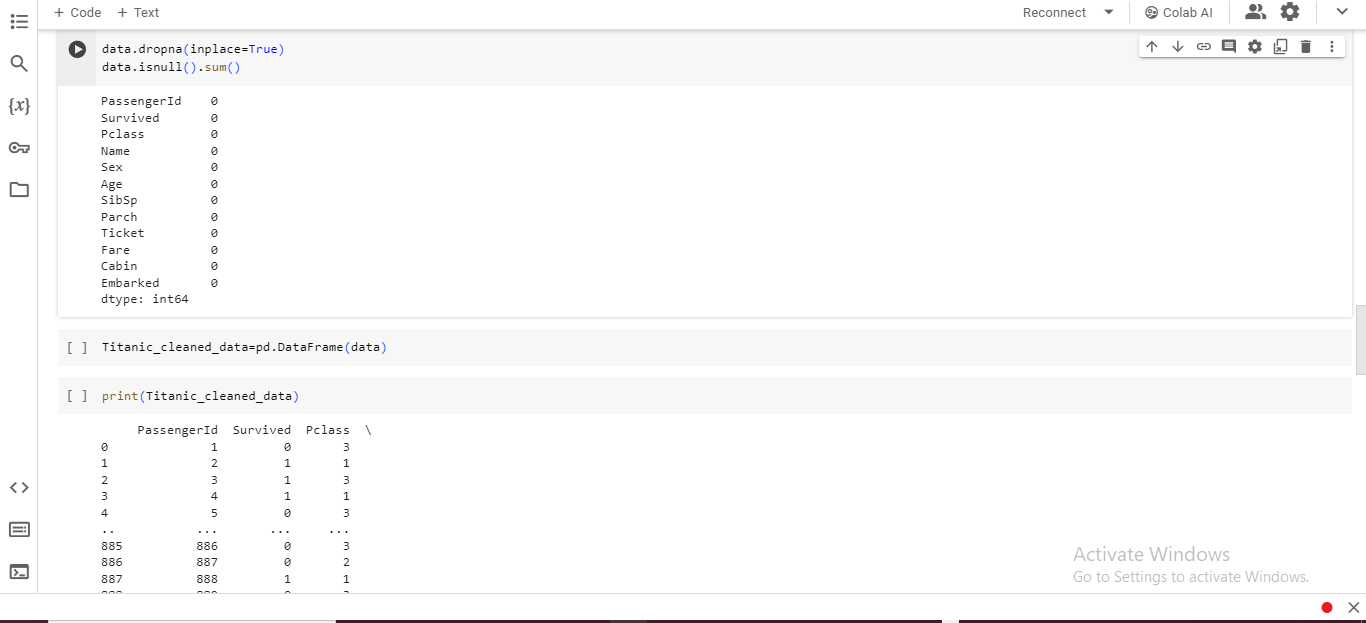 + Code + Text
Reconnect
Colab AI
{x}
data.dropna(inplace=True)
data.isnull().sum()
PassengerId 0
Survived 0
Pclass 0
Name 0
Sex 0
Age 0
SibSp 0
Parch 0
Ticket 0
Fare 0
Cabin 0
Embarked 0
dtype: int64
[ ] Titanic_cleaned_data=pd.DataFrame(data)
[ ] print(Titanic_cleaned_data)
PassengerId Survived Pclass \
0 1 0 3
1 2 1 1
2 3 1 3
3 4 1 1
4 5 0 3
.. ... ... ...
885 886 0 3
886 887 0 2
887 888 1 1
Activate Windows
Go to Settings to activate Windows.